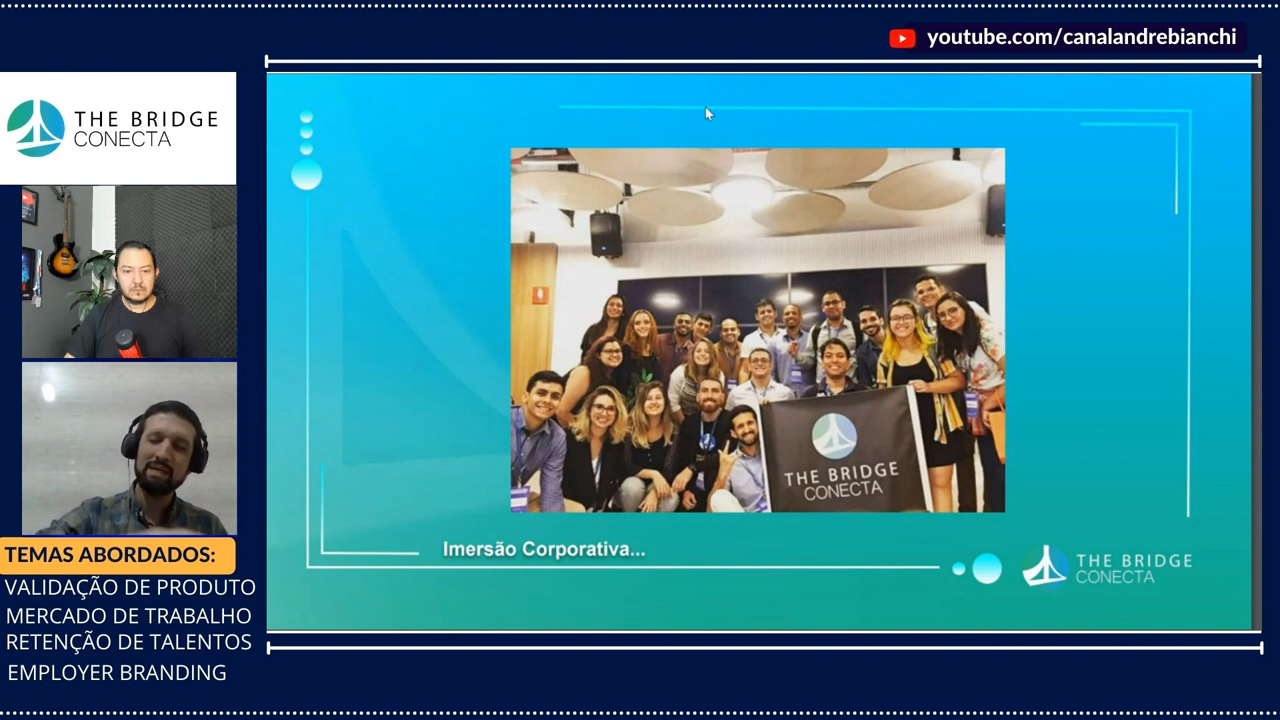 youtube.com/canalandrebianchi
THE BRIDGE
CONECTA
TEMAS ABORDADOS:
VALIDAÇÃO DE PRODUTO
MERCADO DE TRABALHO
RETENÇÃO DE TALENTOS
EMPLOYER BRANDING
THE BRIDGE
CONECTA
Imersão Corporativa...
THE BRIDGE
CONECTA